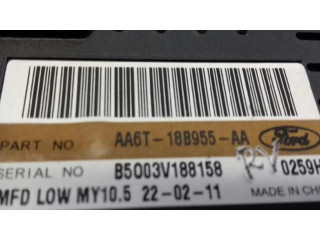 PART NO AA6T-18B955-AA Ford
SERIAL NO B5003V188158 RV 0259H
MFD LOW MY10.5 22-02-11 MADE IN CH